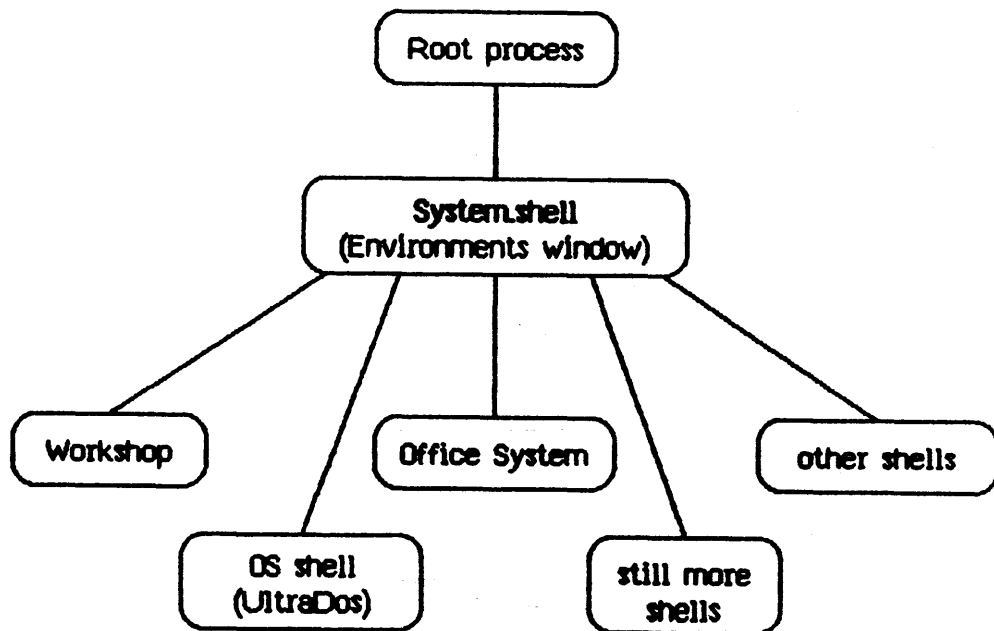 Root process
System.shell
(Environments window)
Workshop
Office System
other shells
OS shell
(UltraDos)
still more
shells